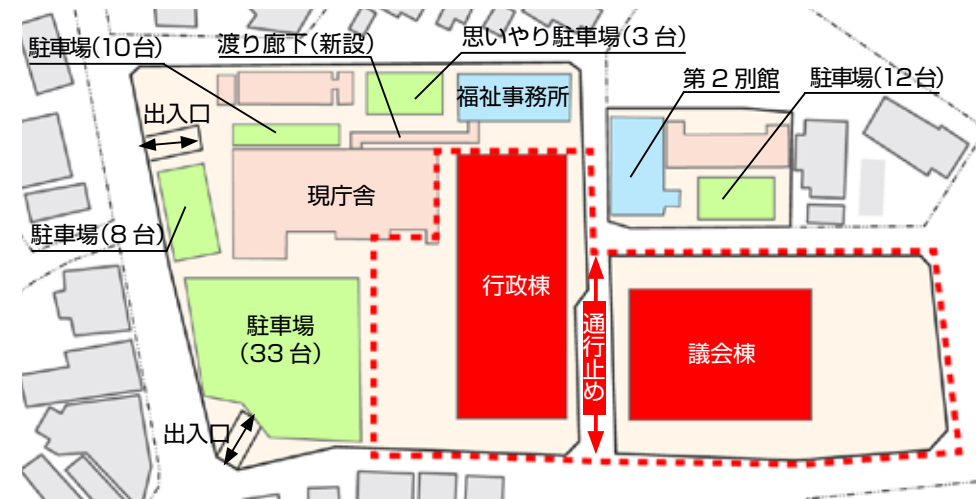 駐車場(10台)
渡り廊下(新設)
思いやり駐車場(3台)
第2別館
駐車場(12台)
出入口
福祉事務所
現庁舎
駐車場(8台)
行政棟
通行止め
議会棟
駐車場
(33台)
出入口